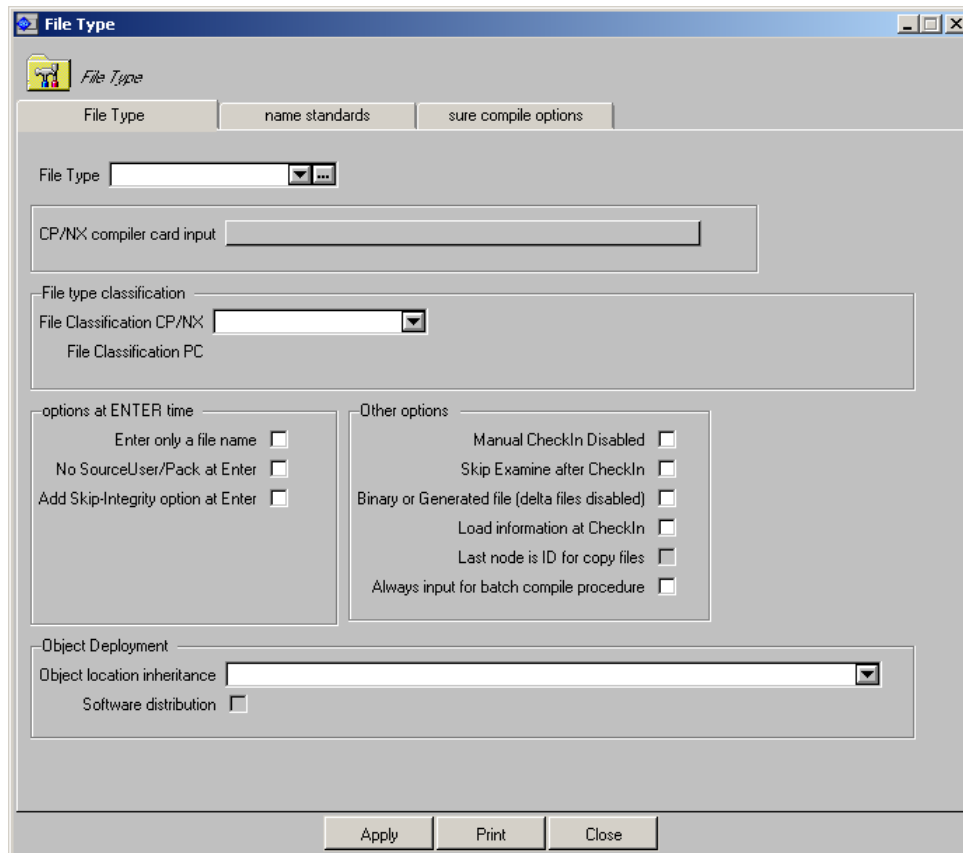 File Type
File Type
File Type name standards sure compile options
File Type ...
CP/NX compiler card input
File type classification
File Classification CP/NX
File Classification PC
options at ENTER time
Enter only a file name
No SourceUser/Pack at Enter
Add Skip-Integrity option at Enter
Other options
Manual CheckIn Disabled
Skip Examine after CheckIn
Binary or Generated file (delta files disabled)
Load information at CheckIn
Last node is ID for copy files
Always input for batch compile procedure
Object Deployment
Object location inheritance
Software distribution
Apply Print Close